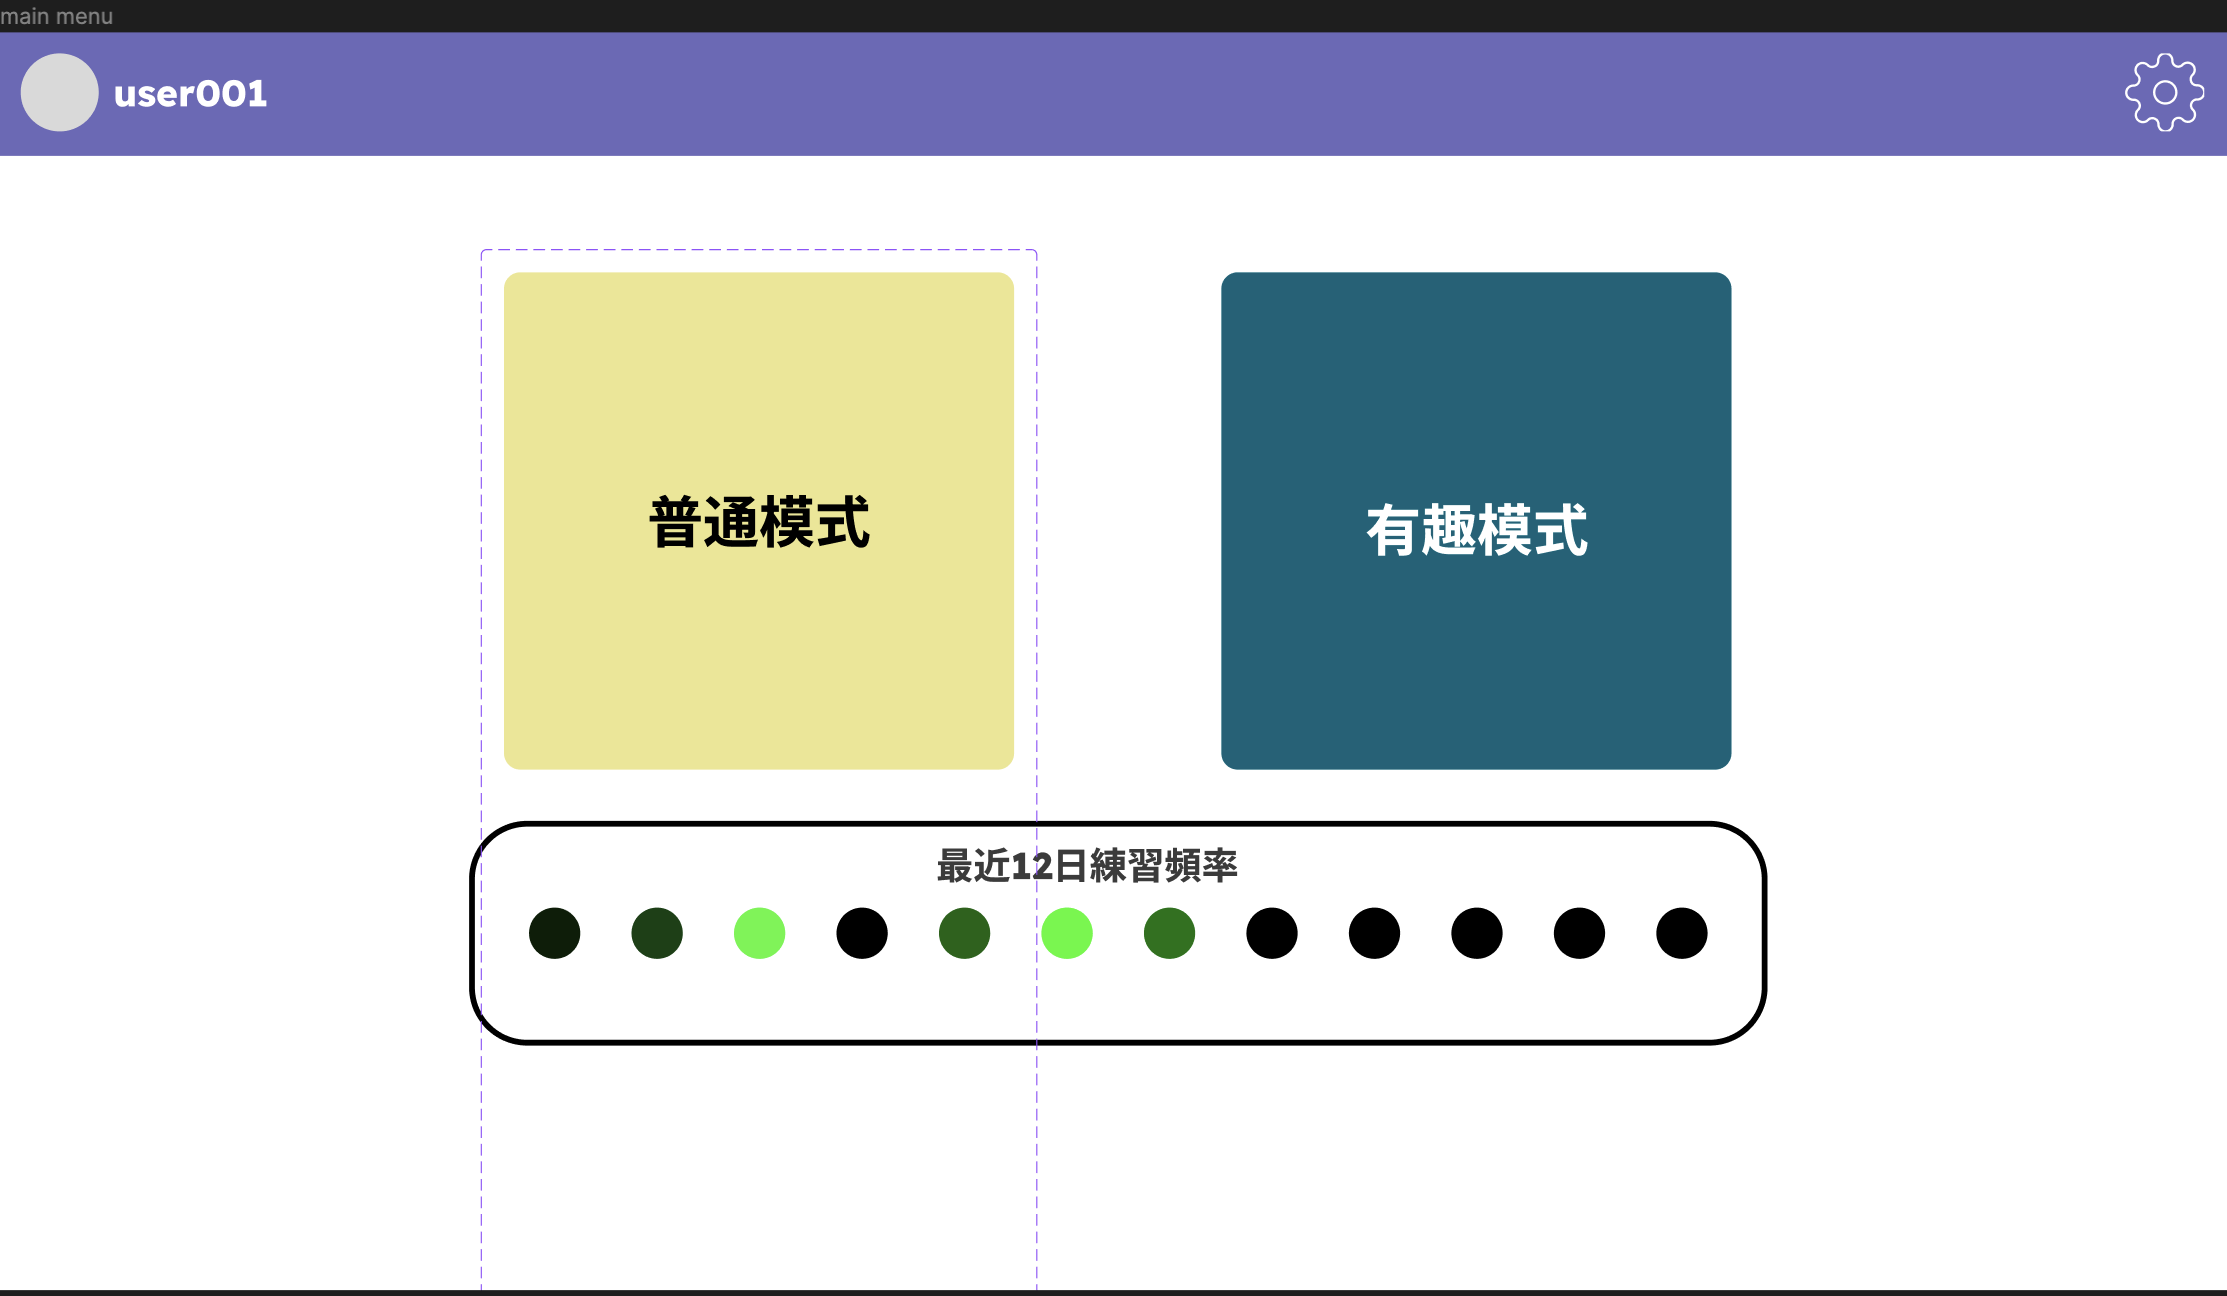 main menu
user001
普通模式
有趣模式
最近12日練習頻率